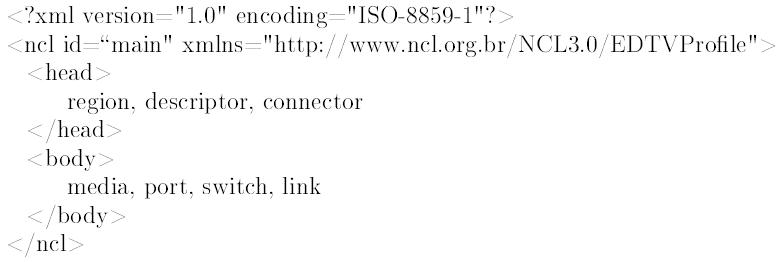 <?xml version="1.0" encoding="ISO-8859-1"?>
<ncl id=“main" xmlns="http://www.ncl.org.br/NCL3.0/EDTVProfile">
<head>
region, descriptor, connector
</head>
<body>
media, port, switch, link
</body>
</ncl>